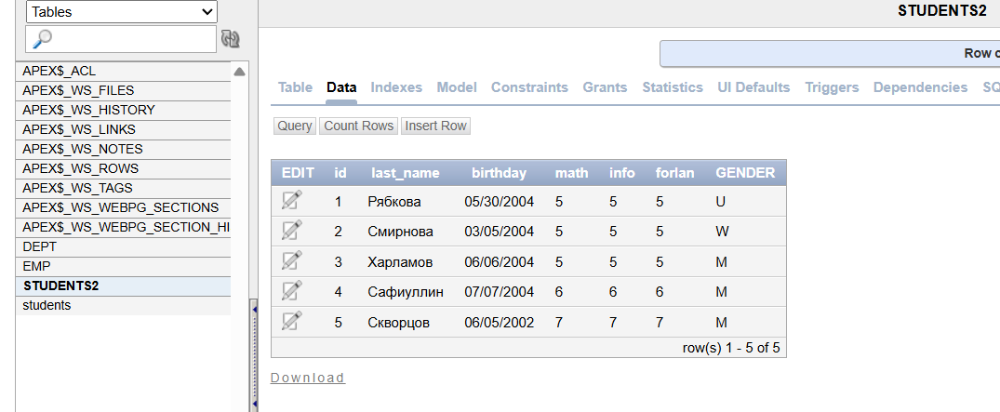 Tables
APEX$_ACL
APEX$_WS_FILES
APEX$_WS_HISTORY
APEX$_WS_LINKS
APEX$_WS_NOTES
APEX$_WS_ROWS
APEX$_WS_TAGS
APEX$_WS_WEBPG_SECTIONS
APEX$_WS_WEBPG_SECTION_HI
DEPT
EMP
STUDENTS2
students
STUDENTS2
Row
Table Data Indexes Model Constraints Grants Statistics UI Defaults Triggers Dependencies SQ
Query Count Rows Insert Row
EDIT id last_name birthday math info forlan GENDER
1 Рябкова 05/30/2004 5 5 5 U
2 Смирнова 03/05/2004 5 5 5 W
3 Харламов 06/06/2004 5 5 5 M
4 Сафиуллин 07/07/2004 6 6 6 M
5 Скворцов 06/05/2002 7 7 7 M
row(s) 1 - 5 of 5
Download